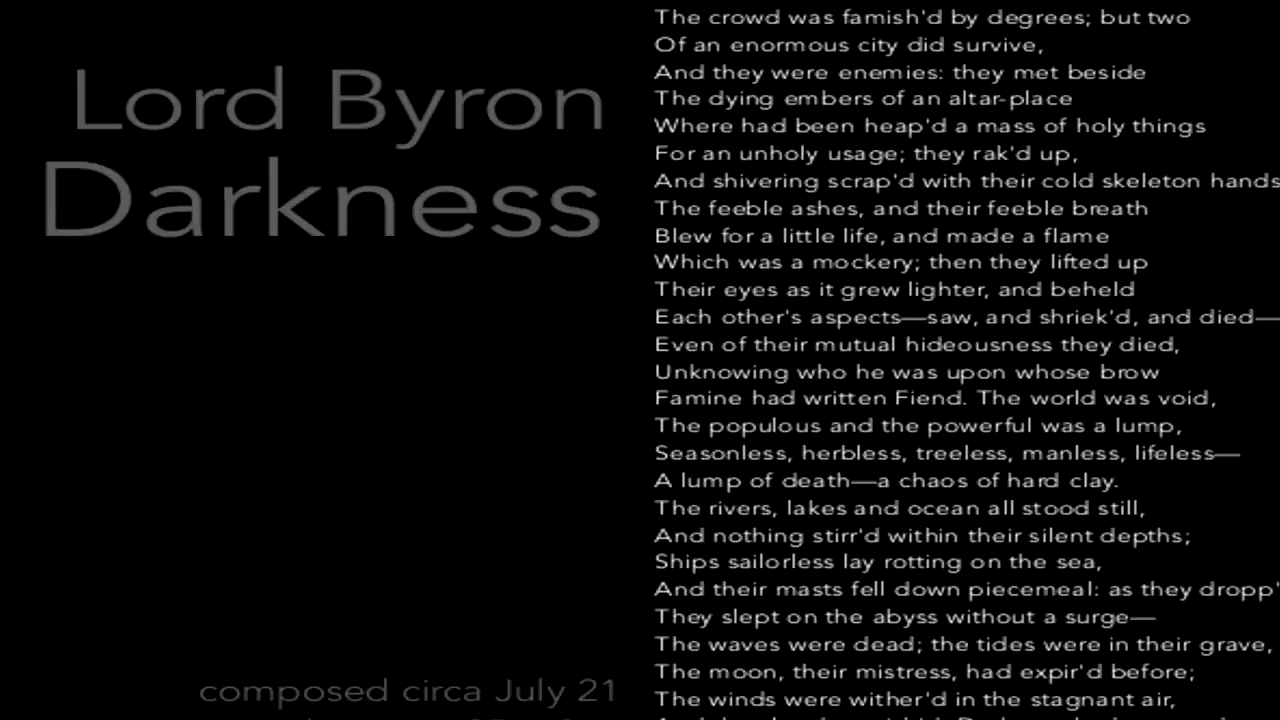 Lord Byron
Darkness
composed circa July 21
The crowd was famish'd by degrees; but two
Of an enormous city did survive,
And they were enemies: they met beside
The dying embers of an altar-place
Where had been heap'd a mass of holy things
For an unholy usage; they rak'd up,
And shivering scrap'd with their cold skeleton hands
The feeble ashes, and their feeble breath
Blew for a little life, and made a flame
Which was a mockery; then they lifted up
Their eyes as it grew lighter, and beheld
Each other's aspects—saw, and shriek'd, and died—
Even of their mutual hideousness they died,
Unknowing who he was upon whose brow
Famine had written Fiend. The world was void,
The populous and the powerful was a lump,
Seasonless, herbless, treeless, manless, lifeless—
A lump of death—a chaos of hard clay.
The rivers, lakes and ocean all stood still,
And nothing stirr'd within their silent depths;
Ships sailorless lay rotting on the sea,
And their masts fell down piecemeal: as they dropp'
They slept on the abyss without a surge—
The waves were dead; the tides were in their grave,
The moon, their mistress, had expir'd before;
The winds were wither'd in the stagnant air,